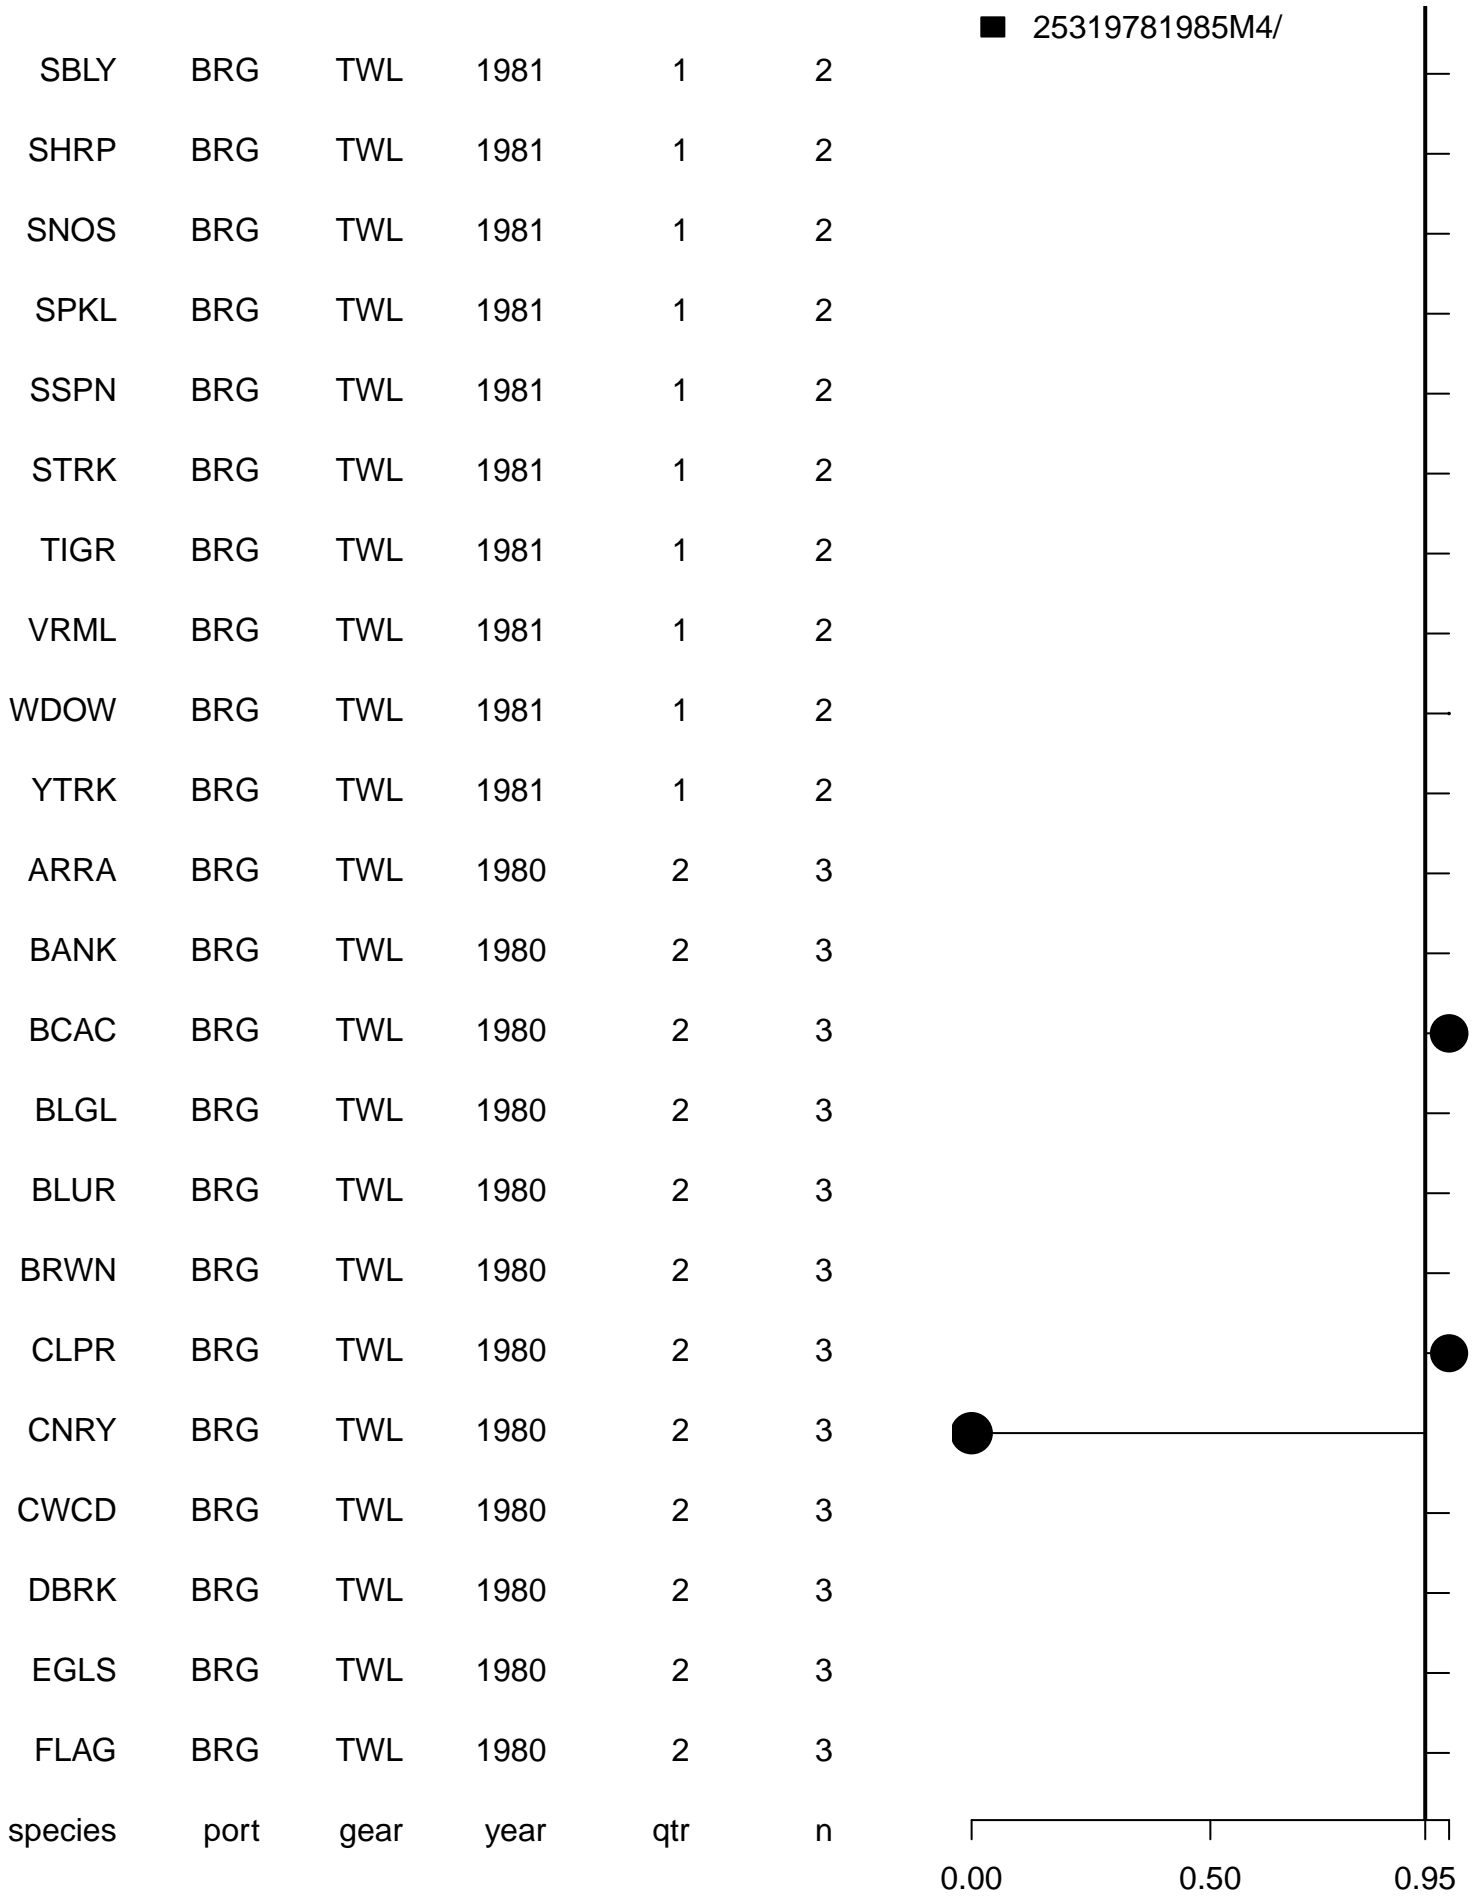 25319781985M4/
SBLY BRG TWL 1981 1 2
SHRP BRG TWL 1981 1 2
SNOS BRG TWL 1981 1 2
SPKL BRG TWL 1981 1 2
SSPN BRG TWL 1981 1 2
STRK BRG TWL 1981 1 2
TIGR BRG TWL 1981 1 2
VRML BRG TWL 1981 1 2
WDOW BRG TWL 1981 1 2
YTRK BRG TWL 1981 1 2
ARRA BRG TWL 1980 2 3
BANK BRG TWL 1980 2 3
BCAC BRG TWL 1980 2 3
BLGL BRG TWL 1980 2 3
BLUR BRG TWL 1980 2 3
BRWN BRG TWL 1980 2 3
CLPR BRG TWL 1980 2 3
CNRY BRG TWL 1980 2 3
CWCD BRG TWL 1980 2 3
DBRK BRG TWL 1980 2 3
EGLS BRG TWL 1980 2 3
FLAG BRG TWL 1980 2 3
species port gear year qtr n
0.00 0.50 0.95